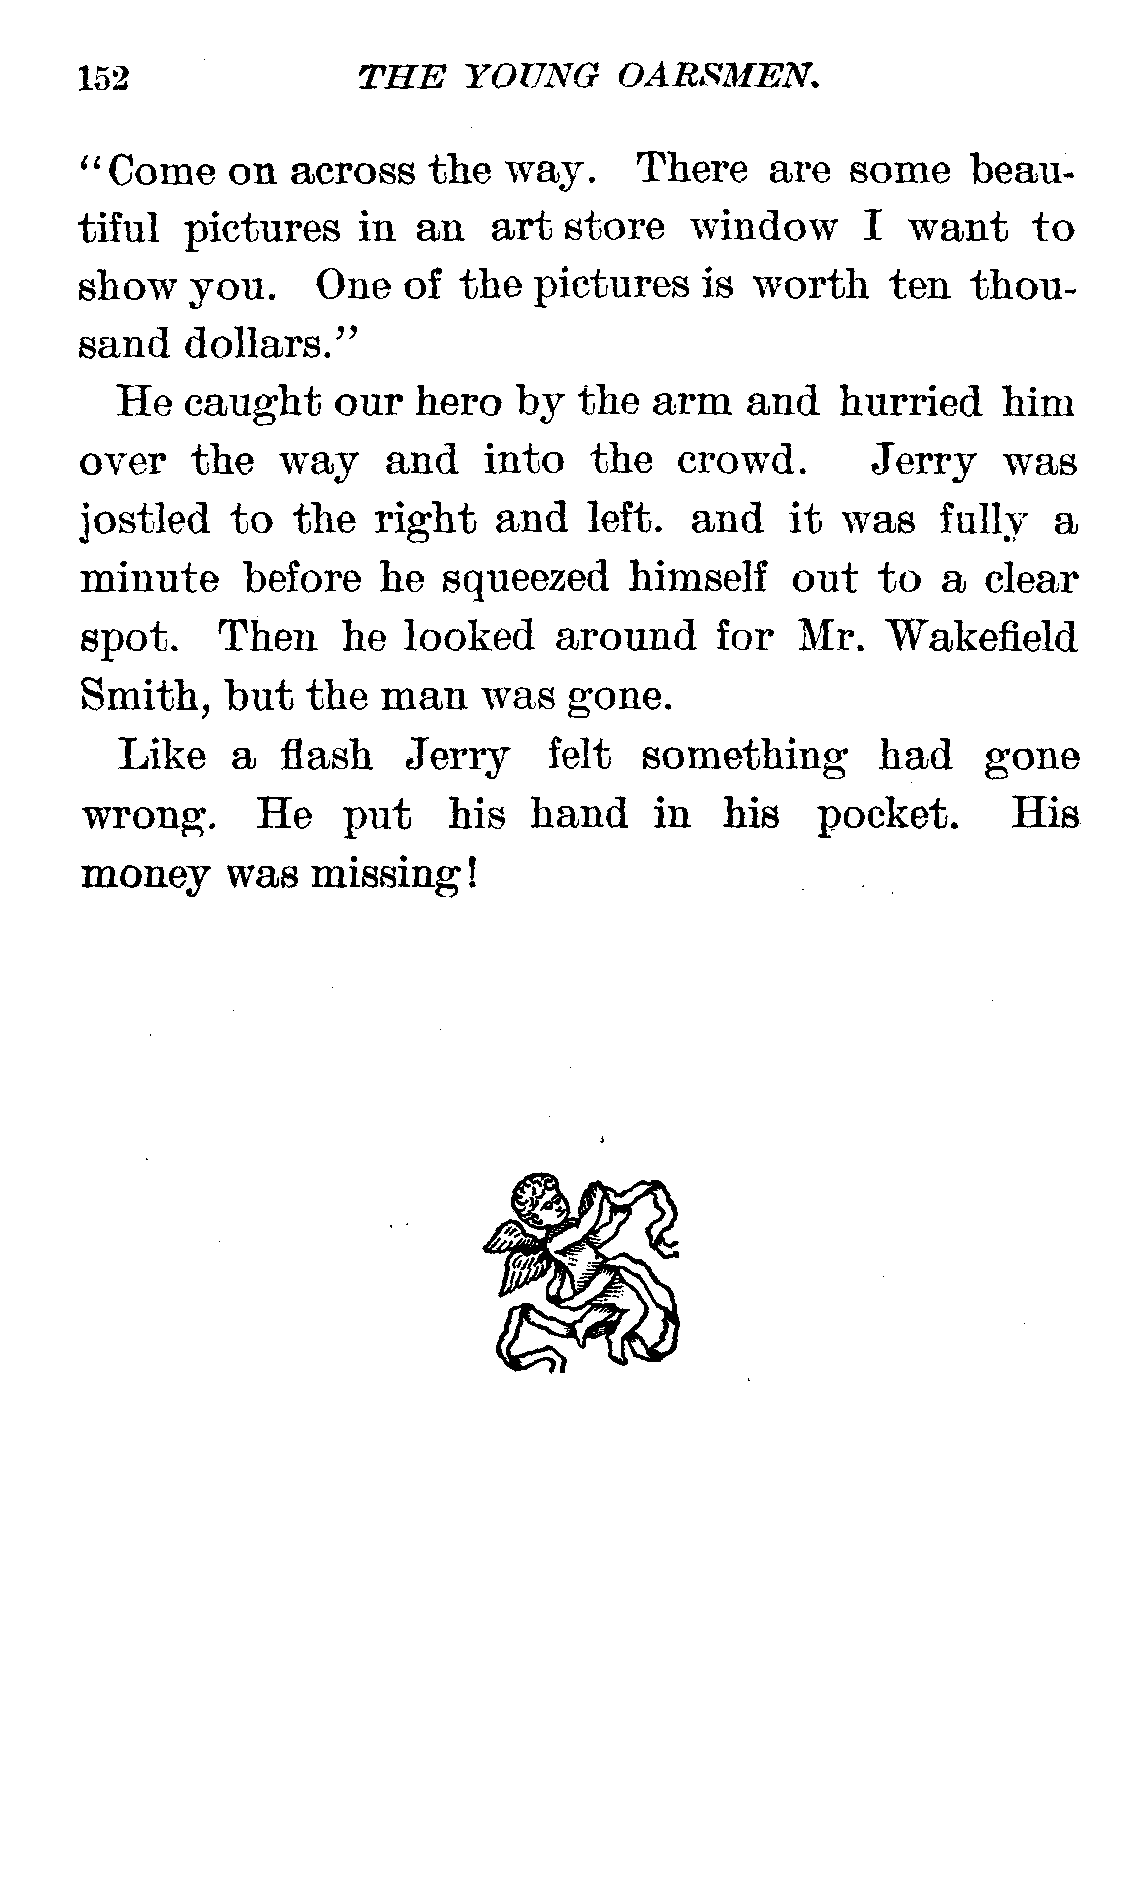 152 THE YOUNG OARSMEN.
“Come on across the way. There are some beau-
tiful pictures in an art store window I want to
show you. One of the pictures is worth ten thou-
sand dollars.”
He caught our hero by the arm and hurried him
over the way and into the crowd. Jerry was
jostled to the right and left. and it was fully a
minute before he squeezed himself out to a clear
spot. Then he looked around for Mr. Wakefield
Smith, but the man was gone.
Like a flash Jerry felt something had gone
wrong. He put his hand in his pocket. His
money was missing!